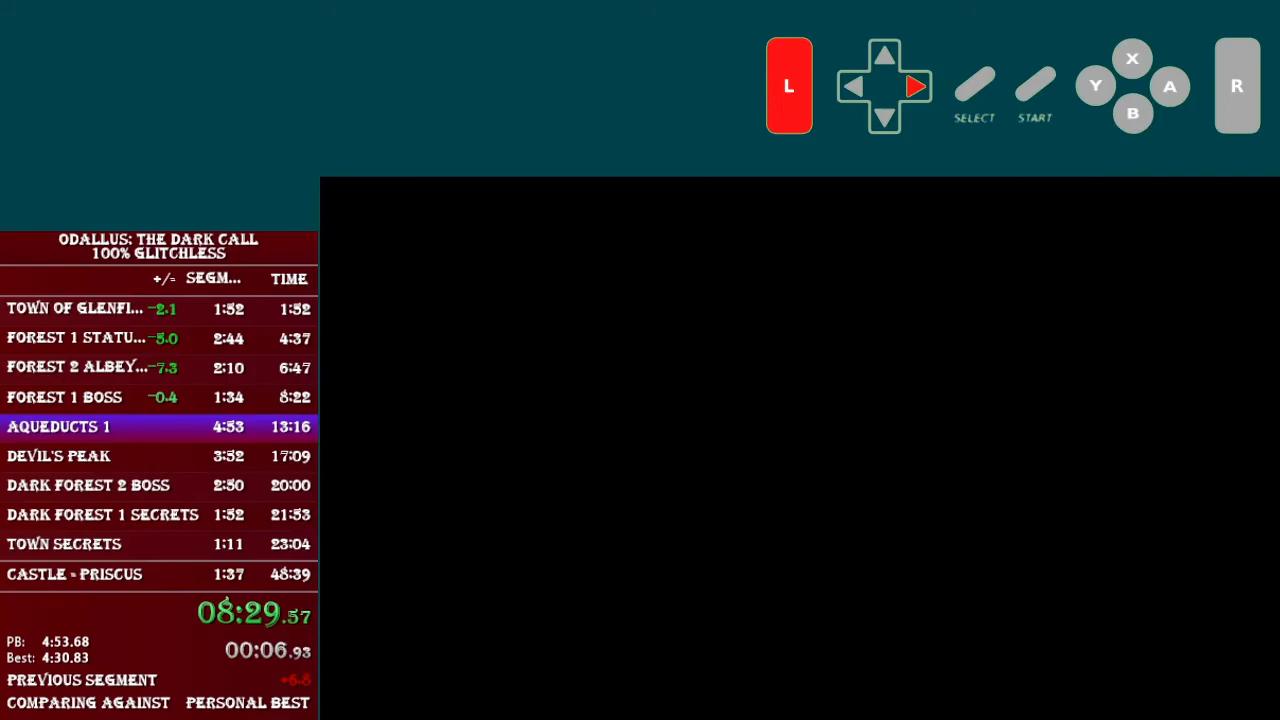 L
X
Y
A
B
R
SELECT
START
ODALLUS: THE DARK CALL
100% GLITCHLESS
+/- SEGM... TIME
TOWN OF GLENFI... -2.1 1:52 1:52
FOREST 1 STATU... -5.0 2:44 4:37
FOREST 2 ALBEY... -7.3 2:10 6:47
FOREST 1 BOSS -0.4 1:34 8:22
AQUEDUCTS 1 4:53 13:16
DEVIL'S PEAK 3:52 17:09
DARK FOREST 2 BOSS 2:50 20:00
DARK FOREST 1 SECRETS 1:52 21:53
TOWN SECRETS 1:11 23:04
CASTLE - PRISCUS 1:37 48:39
08:29.57
PB: 4:53.68
00:06.93
Best: 4:30.83
PREVIOUS SEGMENT +6.8
COMPARING AGAINST PERSONAL BEST